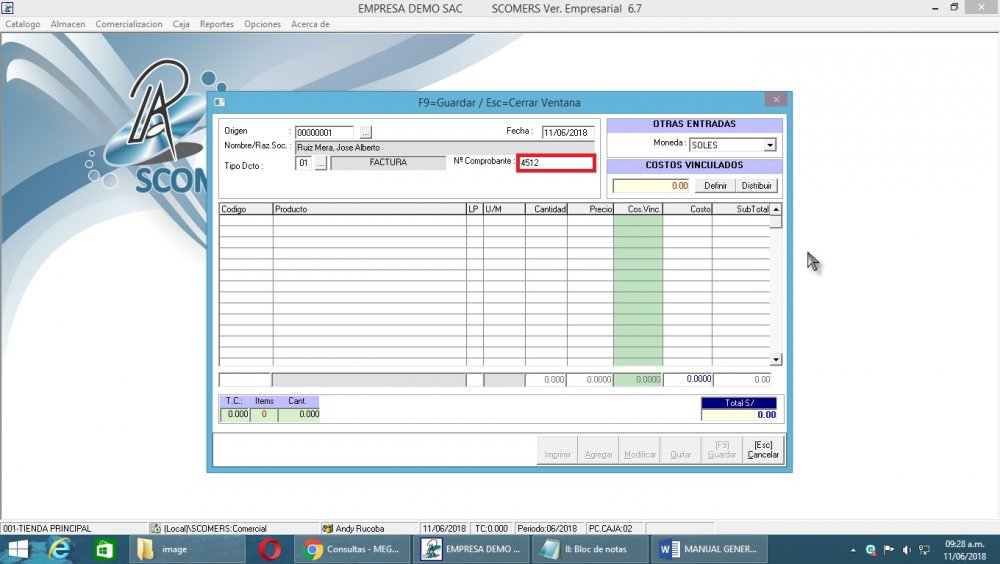 EMPRESA DEMO SAC SCOMERS Ver. Empresarial 6.7
Catalogo Almacen Comercializacion Caja Reportes Opciones Acerca de
SCOM
F9=Guardar / Esc=Cerrar Ventana
Origen : 00000001 ... Fecha : 11/06/2018
Nombre/Raz.Soc. : Ruiz Mera, Jose Alberto
Tipo Dcto : 01 ... FACTURA Nº Comprobante : 4512
OTRAS ENTRADAS
Moneda : SOLES
COSTOS VINCULADOS
0.00 Definir Distribuir
Codigo Producto LP U/M Cantidad Precio Cos.Vinc. Costo SubTotal
0.000 0.0000 0.0000 0.0000 0.00
T.C.: Items Cant.
0.000 0 0.000
Total S/
0.00
Imprimir Agregar Modificar Quitar [F9] Guardar [Esc] Cancelar
001-TIENDA PRINCIPAL (Local)\SCOMERS:Comercial Andy Rucoba 11/06/2018 TC:0.000 Periodo:06/2018 PC.CAJA:02
image Consultas - MEG... EMPRESA DEMO ... II: Bloc de notas MANUAL GENER...
09:28 a.m.
11/06/2018